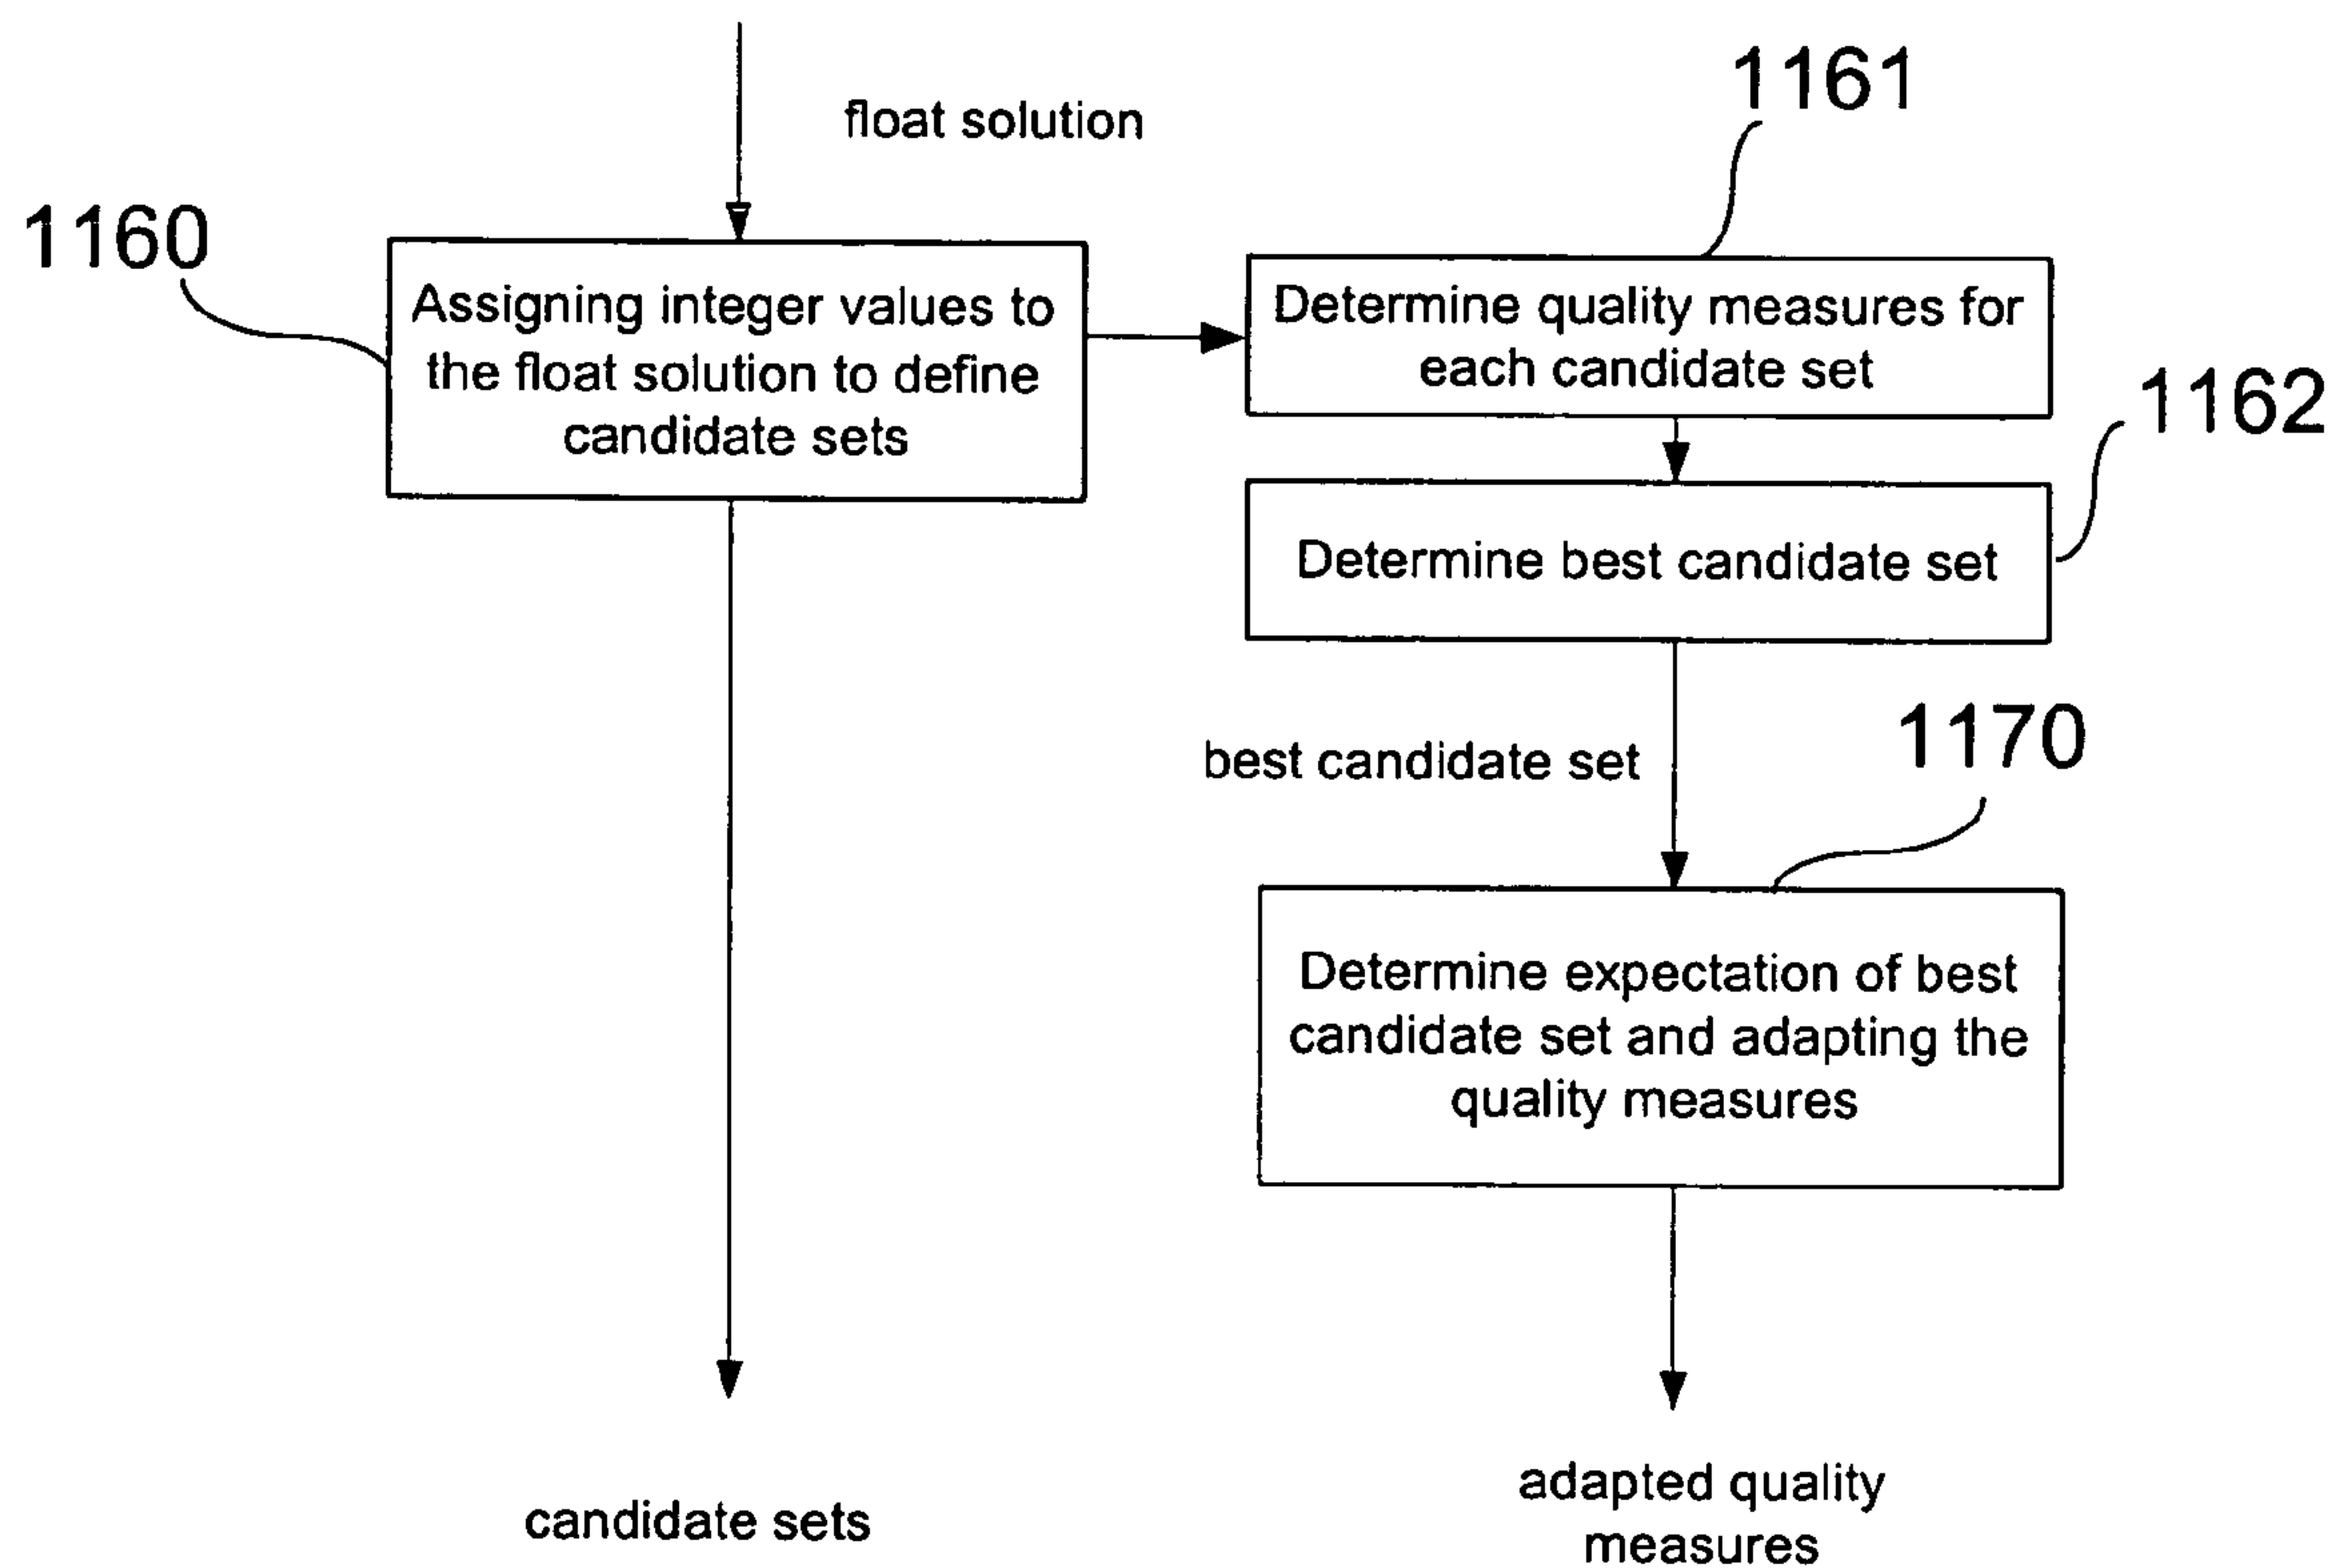 float solution
1160
Assigning integer values to
the float solution to define
candidate sets
1161
Determine quality measures for
each candidate set
1162
Determine best candidate set
best candidate set
1170
Determine expectation of best
candidate set and adapting the
quality measures
candidate sets
adapted quality
measures